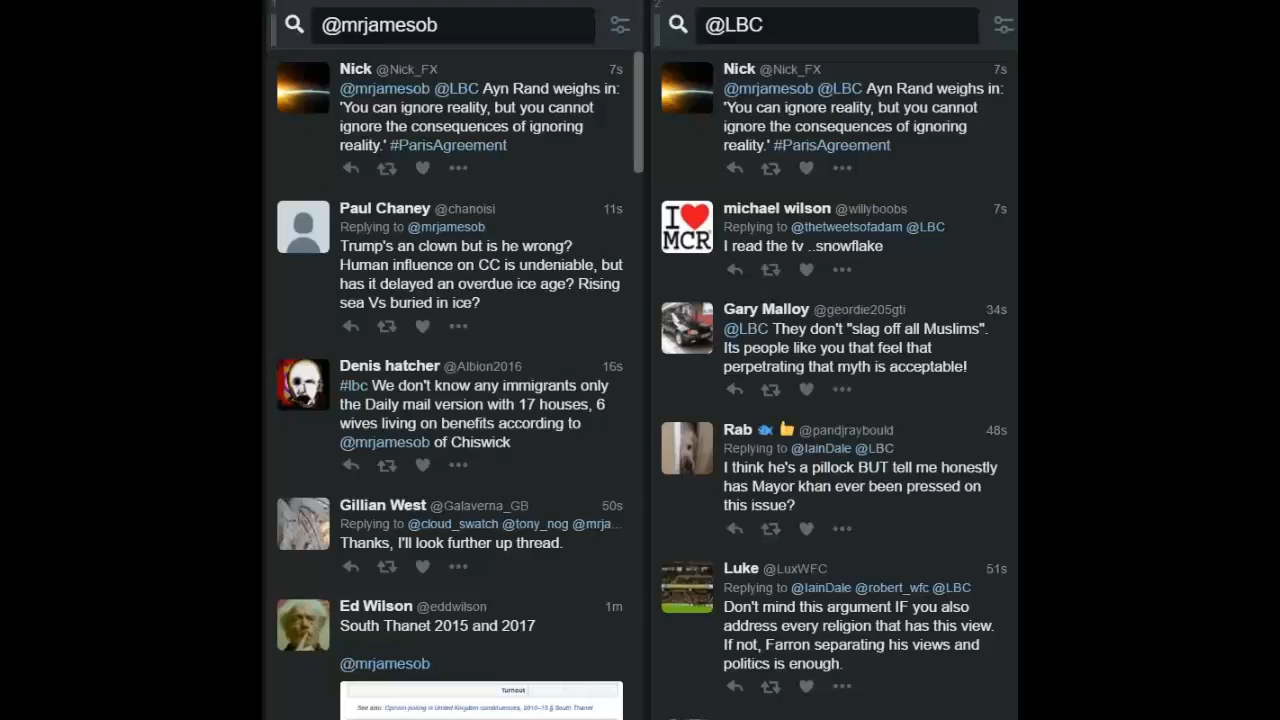 1
@mrjamesob
Nick @Nick_FX 7s
@mrjamesob @LBC Ayn Rand weighs in:
'You can ignore reality, but you cannot
ignore the consequences of ignoring
reality.' #ParisAgreement
Paul Chaney @chanoisi 11s
Replying to @mrjamesob
Trump's an clown but is he wrong?
Human influence on CC is undeniable, but
has it delayed an overdue ice age? Rising
sea Vs buried in ice?
Denis hatcher @Albion2016 16s
#lbc We don't know any immigrants only
the Daily mail version with 17 houses, 6
wives living on benefits according to
@mrjamesob of Chiswick
Gillian West @Galaverna_GB 50s
Replying to @cloud_swatch @tony_nog @mrja...
Thanks, I'll look further up thread.
Ed Wilson @eddwilson 1m
South Thanet 2015 and 2017
@mrjamesob
Turnout
See also: Opinion polling in United Kingdom constituencies, 2010–15 § South Thanet
2
@LBC
Nick @Nick_FX 7s
@mrjamesob @LBC Ayn Rand weighs in:
'You can ignore reality, but you cannot
ignore the consequences of ignoring
reality.' #ParisAgreement
I
MCR
michael wilson @willyboobs 7s
Replying to @thetweetsofadam @LBC
I read the tv ..snowflake
Gary Malloy @geordie205gti 34s
@LBC They don't "slag off all Muslims".
Its people like you that feel that
perpetrating that myth is acceptable!
Rab 🐟 👍 @pandjraybould 48s
Replying to @IainDale @LBC
I think he's a pillock BUT tell me honestly
has Mayor khan ever been pressed on
this issue?
Luke @LuxWFC 51s
Replying to @IainDale @robert_wfc @LBC
Don't mind this argument IF you also
address every religion that has this view.
If not, Farron separating his views and
politics is enough.